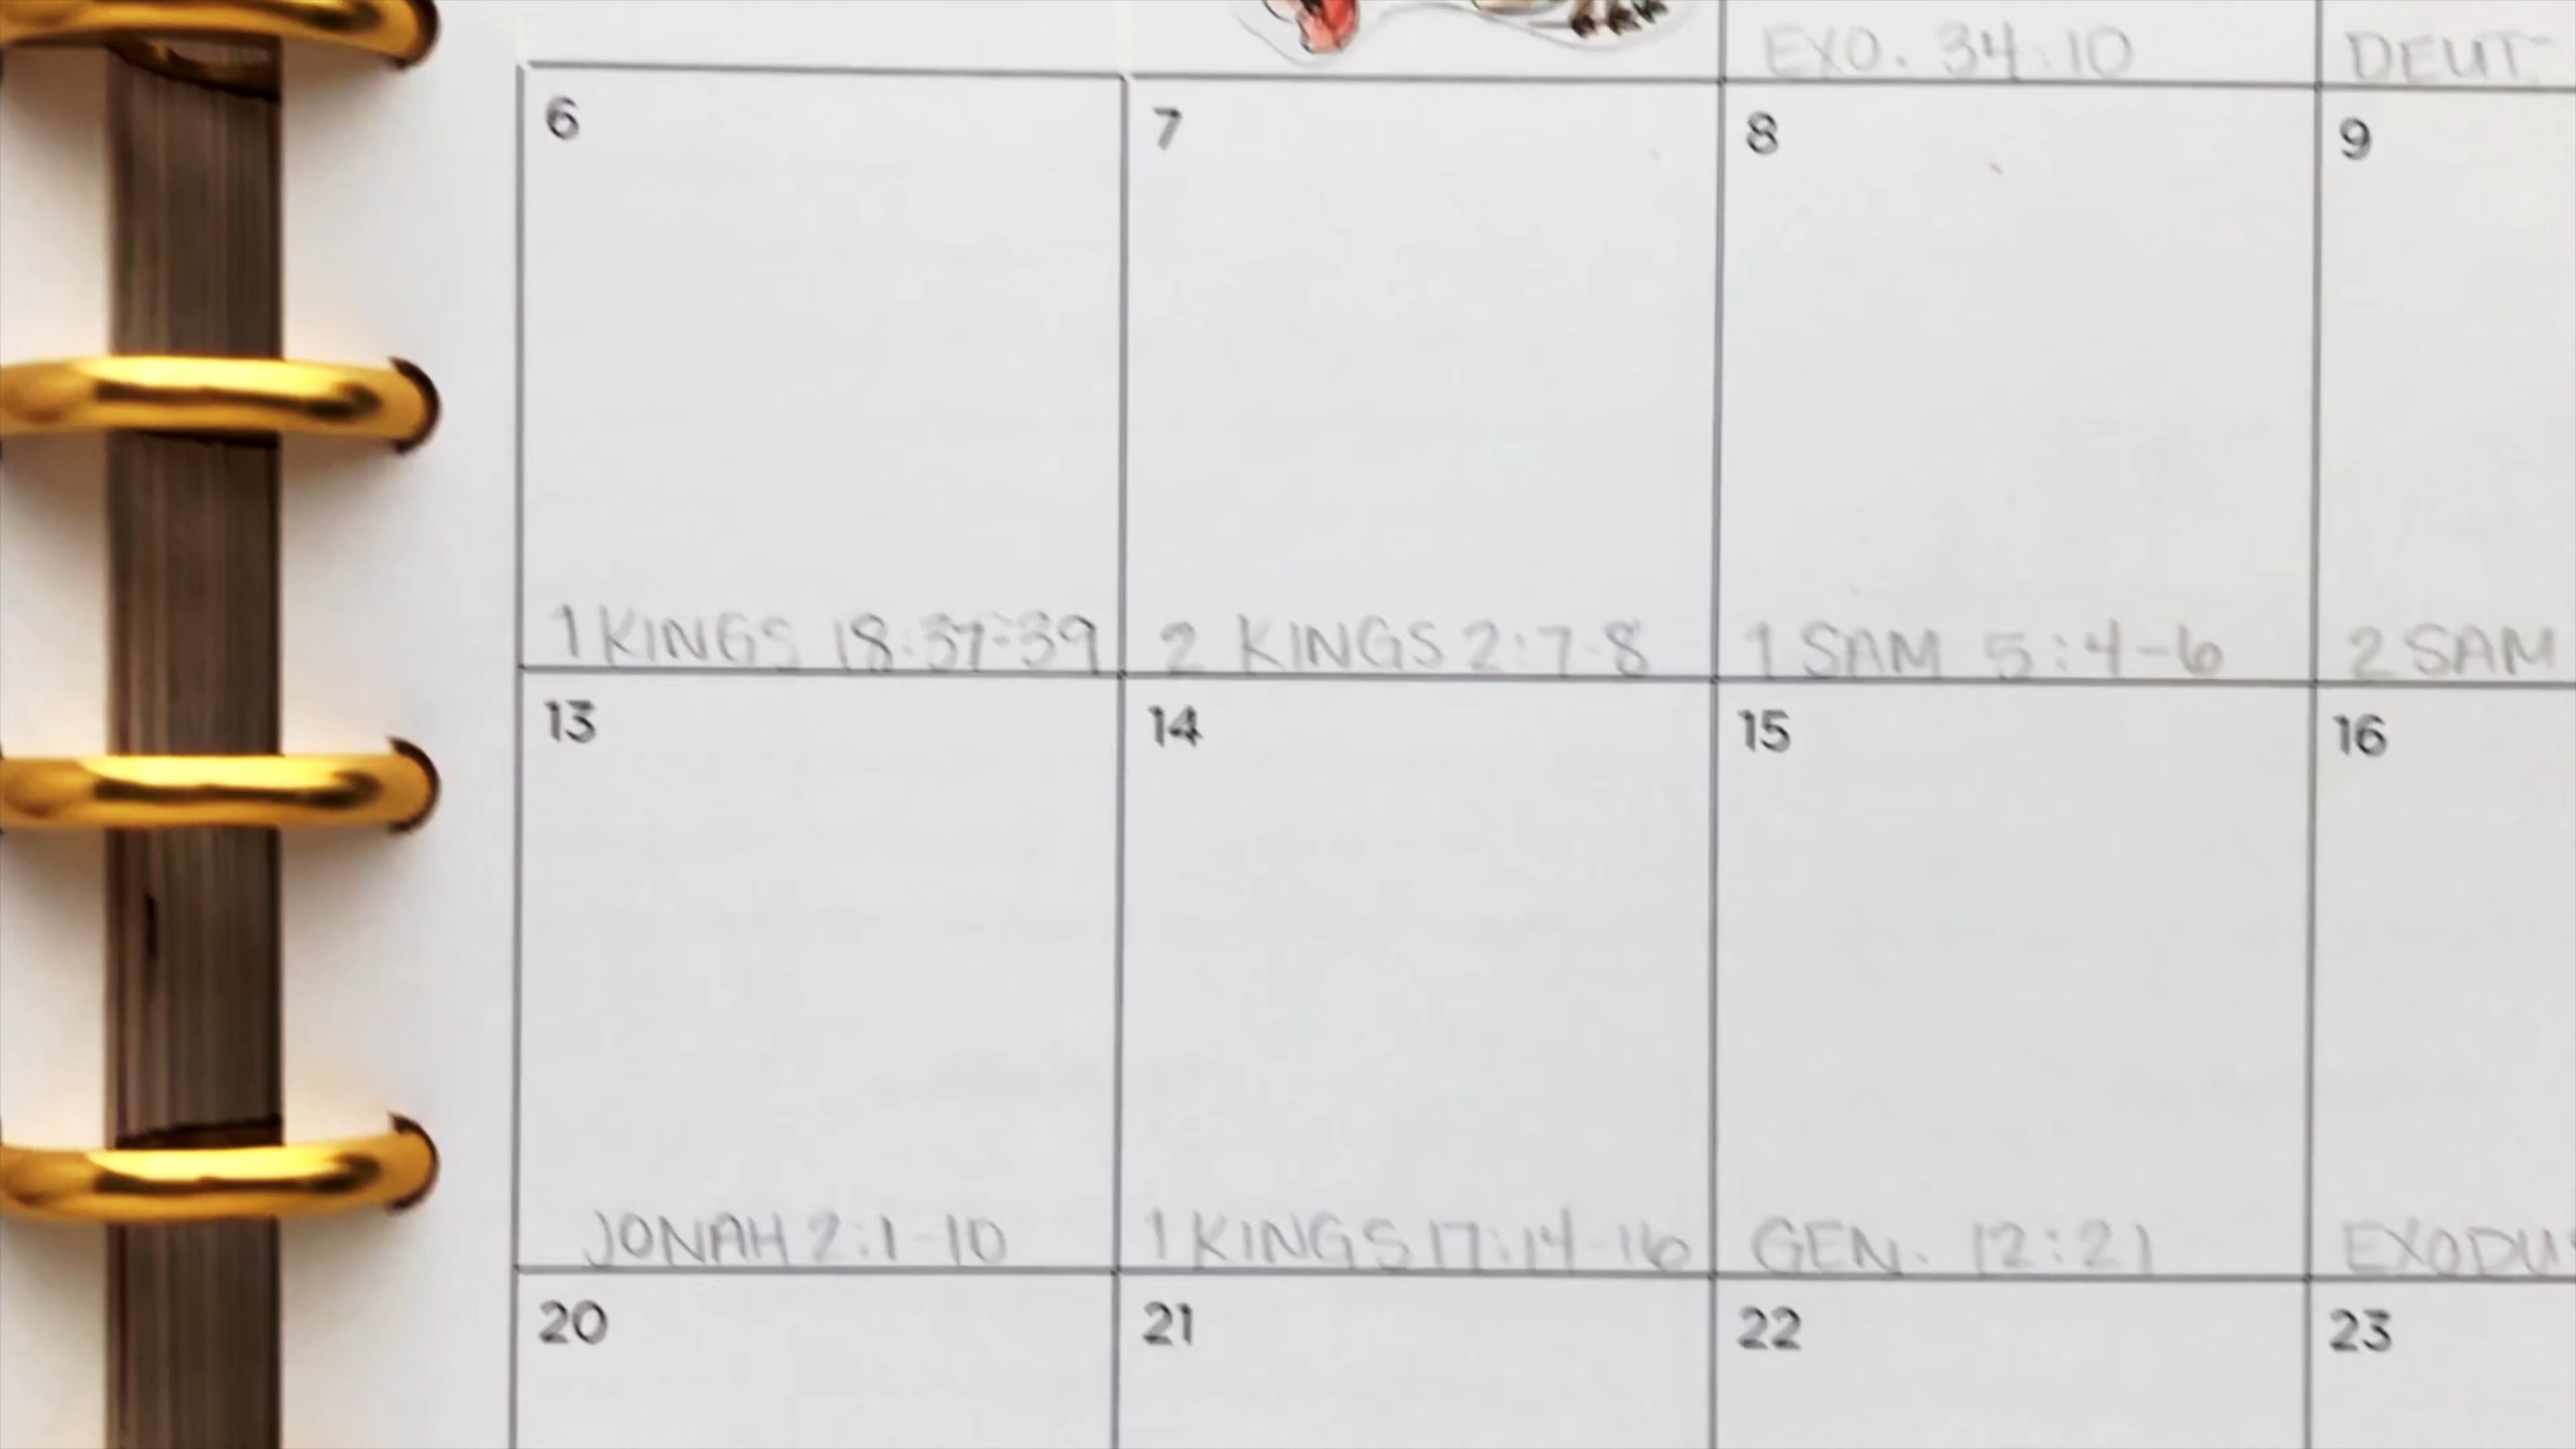 EXO. 34:10 DEUT-
6 7 8 9
1 KINGS 18:37-39 2 KINGS 2:7-8 1 SAM 5:4-6 2 SAM
13 14 15 16
JONAH 2:1-10 1 KINGS 17:14-16 GEN. 12:21 EXODU
20 21 22 23